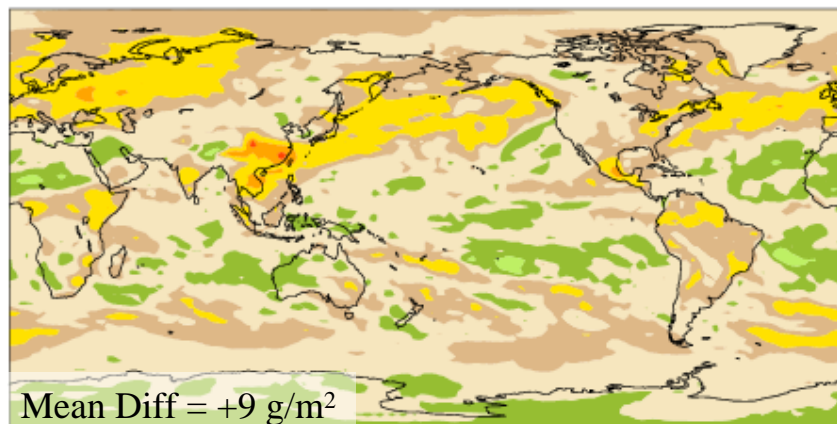 Mean Diff = +9 g/m²